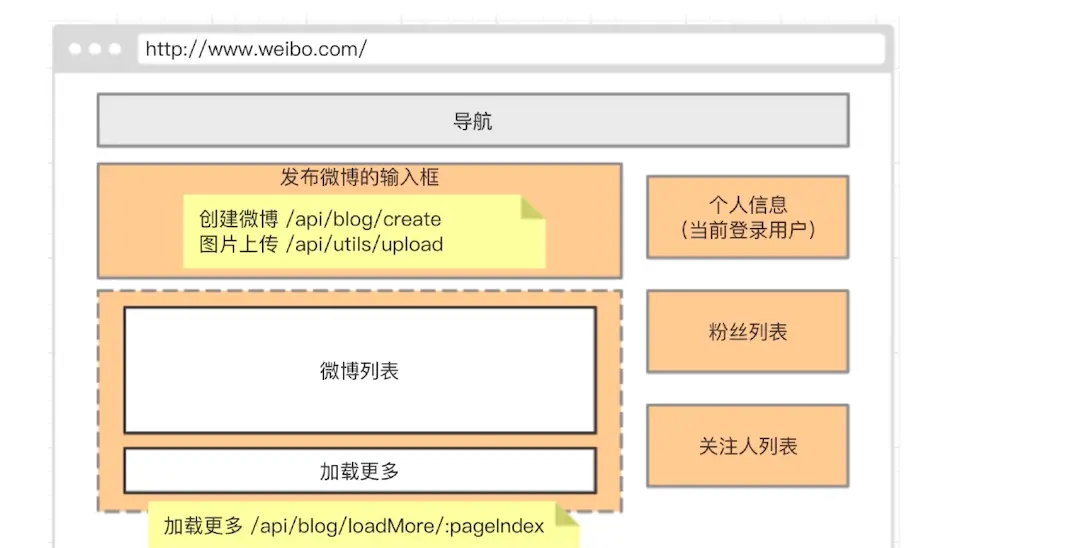 http://www.weibo.com/
导航
发布微博的输入框
创建微博 /api/blog/create
图片上传 /api/utils/upload
个人信息
（当前登录用户）
微博列表
粉丝列表
加载更多
关注人列表
加载更多 /api/blog/loadMore/:pageIndex